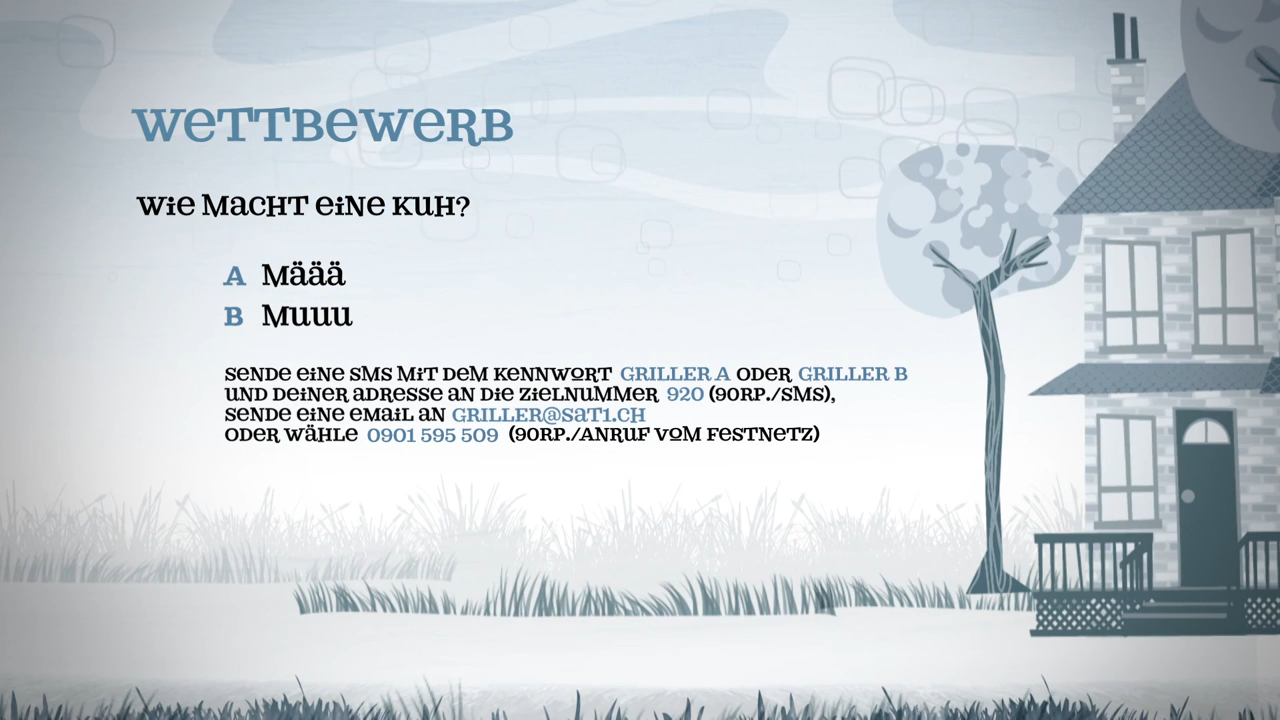 Wettbewerb
Wie macht eine Kuh?
A Määä
B Muuu
Sende eine SMS mit dem Kennwort GRILLER A oder GRILLER B
und deiner Adresse an die Zielnummer 920 (90Rp./SMS),
sende eine Email an GRILLER@SAT1.CH
oder wähle 0901 595 509 (90Rp./Anruf vom Festnetz)